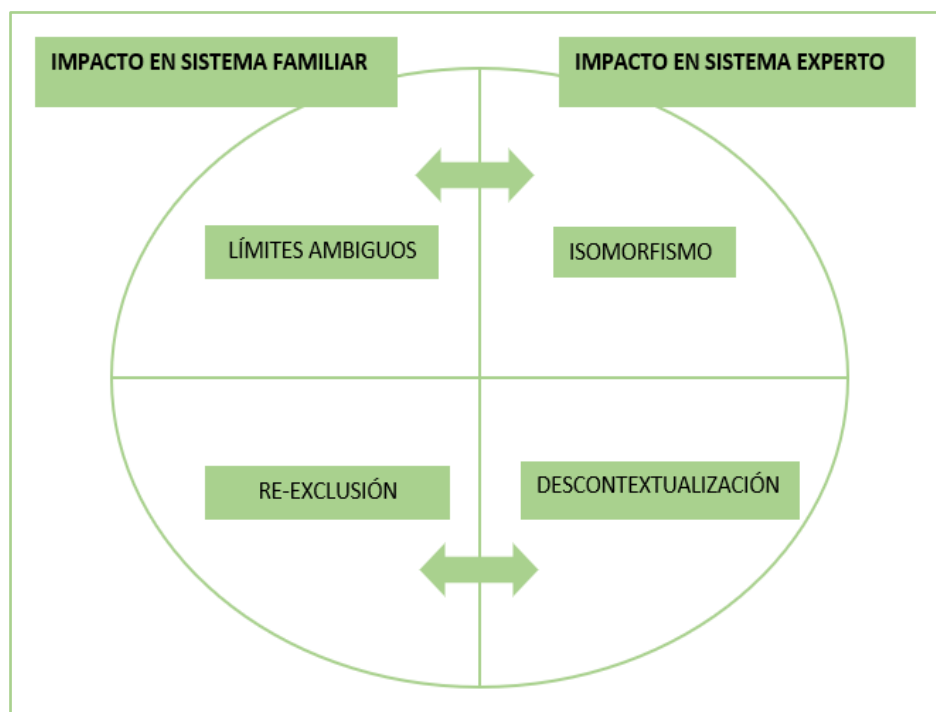 IMPACTO EN SISTEMA FAMILIAR
IMPACTO EN SISTEMA EXPERTO
LÍMITES AMBIGUOS
ISOMORFISMO
RE-EXCLUSIÓN
DESCONTEXTUALIZACIÓN